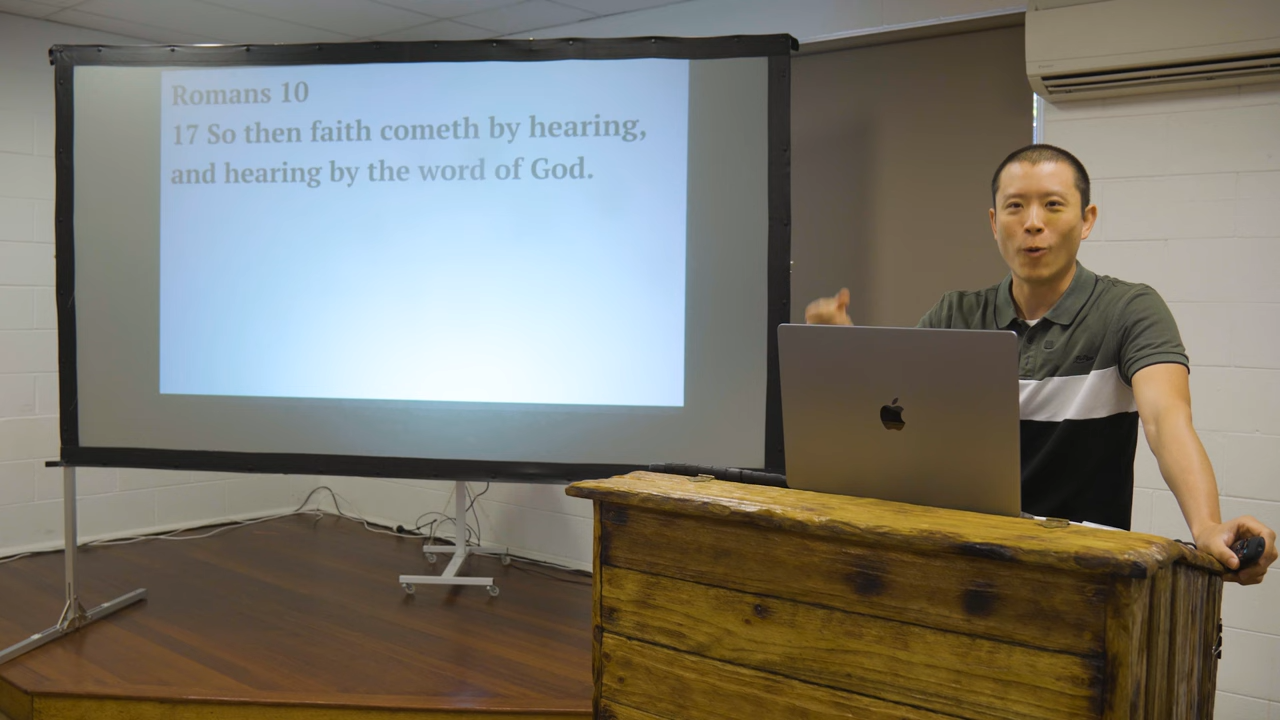 Romans 10
17 So then faith cometh by hearing,
and hearing by the word of God.